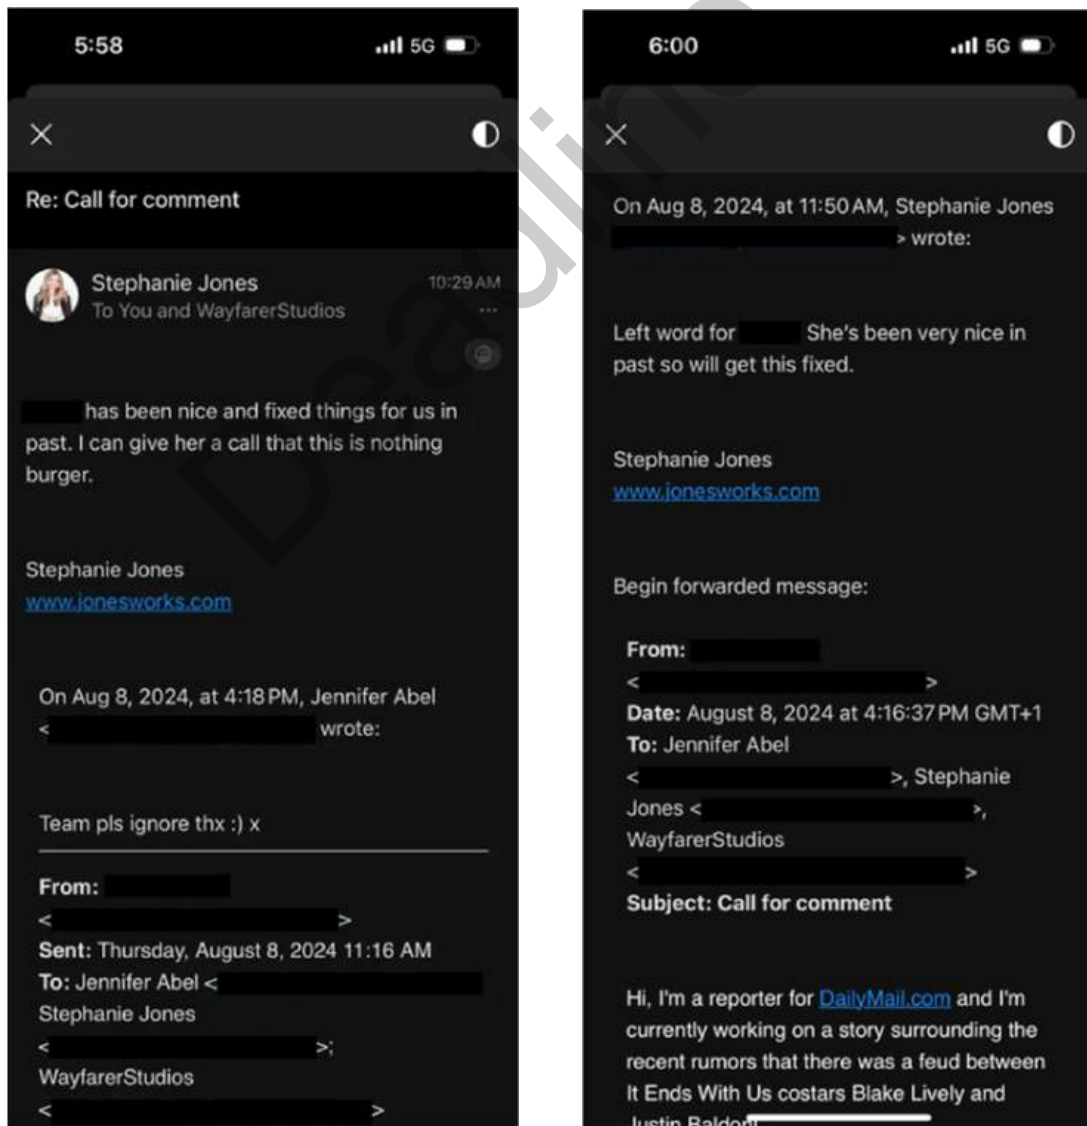 5:58
5G
Re: Call for comment
Stephanie Jones
10:29 AM
To You and WayfarerStudios
has been nice and fixed things for us in
past. I can give her a call that this is nothing
burger.
Stephanie Jones
www.jonesworks.com
On Aug 8, 2024, at 4:18 PM, Jennifer Abel
< wrote:
Team pls ignore thx :) x
From:
< >
Sent: Thursday, August 8, 2024 11:16 AM
To: Jennifer Abel <
Stephanie Jones
< >;
WayfarerStudios
< >
6:00
5G
On Aug 8, 2024, at 11:50 AM, Stephanie Jones
> wrote:
Left word for She's been very nice in
past so will get this fixed.
Stephanie Jones
www.jonesworks.com
Begin forwarded message:
From:
< >
Date: August 8, 2024 at 4:16:37 PM GMT+1
To: Jennifer Abel
< >, Stephanie
Jones < >,
WayfarerStudios
< >
Subject: Call for comment
Hi, I'm a reporter for DailyMail.com and I'm
currently working on a story surrounding the
recent rumors that there was a feud between
It Ends With Us costars Blake Lively and
Justin Baldoni
Deadline